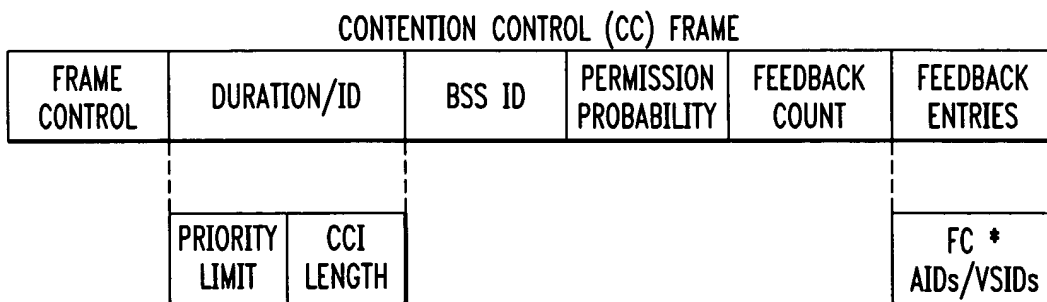 CONTENTION CONTROL (CC) FRAME
FRAME CONTROL
DURATION/ID
BSS ID
PERMISSION PROBABILITY
FEEDBACK COUNT
FEEDBACK ENTRIES
PRIORITY LIMIT
CCI LENGTH
FC *
AIDs/VSIDs